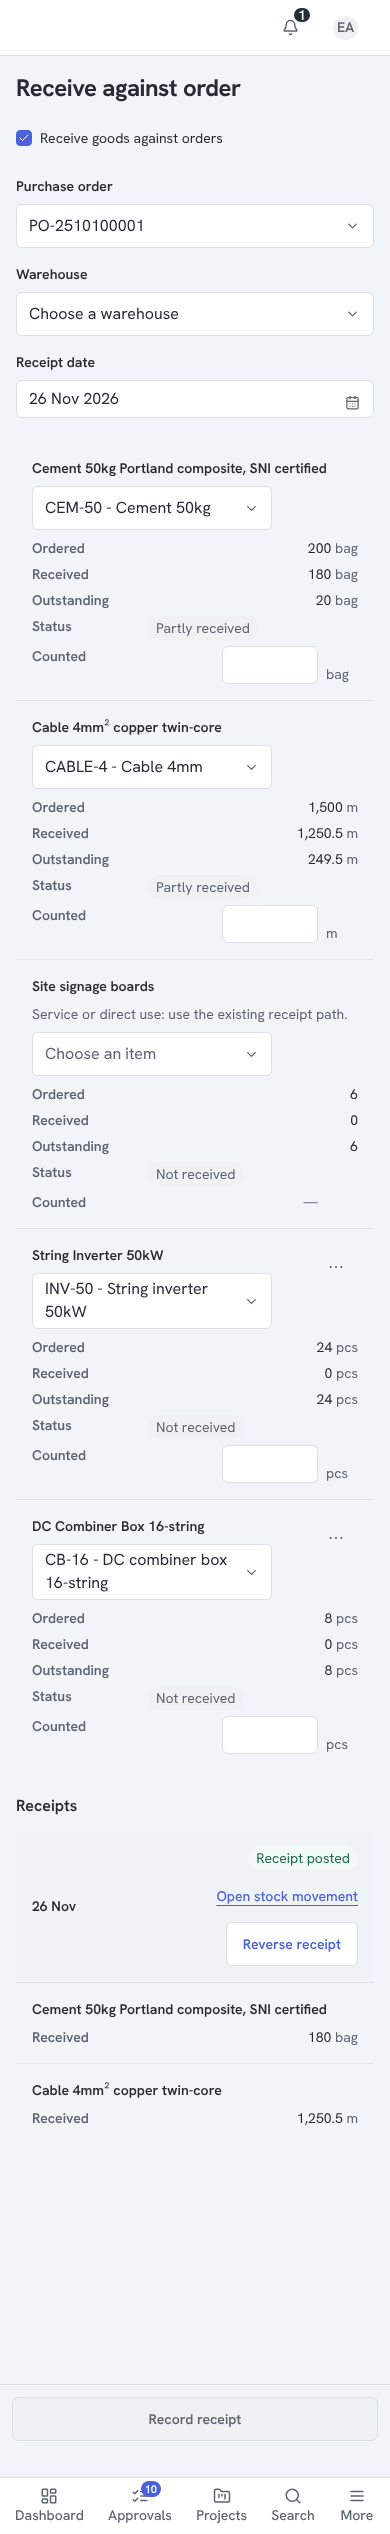 1
EA
Receive against order
Receive goods against orders
Purchase order
PO-2510100001
Warehouse
Choose a warehouse
Receipt date
26 Nov 2026
Cement 50kg Portland composite, SNI certified
CEM-50 - Cement 50kg
Ordered 200 bag
Received 180 bag
Outstanding 20 bag
Status Partly received
Counted bag
Cable 4mm² copper twin-core
CABLE-4 - Cable 4mm
Ordered 1,500 m
Received 1,250.5 m
Outstanding 249.5 m
Status Partly received
Counted m
Site signage boards
Service or direct use: use the existing receipt path.
Choose an item
Ordered 6
Received 0
Outstanding 6
Status Not received
Counted —
String Inverter 50kW ...
INV-50 - String inverter
50kW
Ordered 24 pcs
Received 0 pcs
Outstanding 24 pcs
Status Not received
Counted pcs
DC Combiner Box 16-string ...
CB-16 - DC combiner box
16-string
Ordered 8 pcs
Received 0 pcs
Outstanding 8 pcs
Status Not received
Counted pcs
Receipts
Receipt posted
26 Nov Open stock movement
Reverse receipt
Cement 50kg Portland composite, SNI certified
Received 180 bag
Cable 4mm² copper twin-core
Received 1,250.5 m
Record receipt
10
Dashboard Approvals Projects Search More